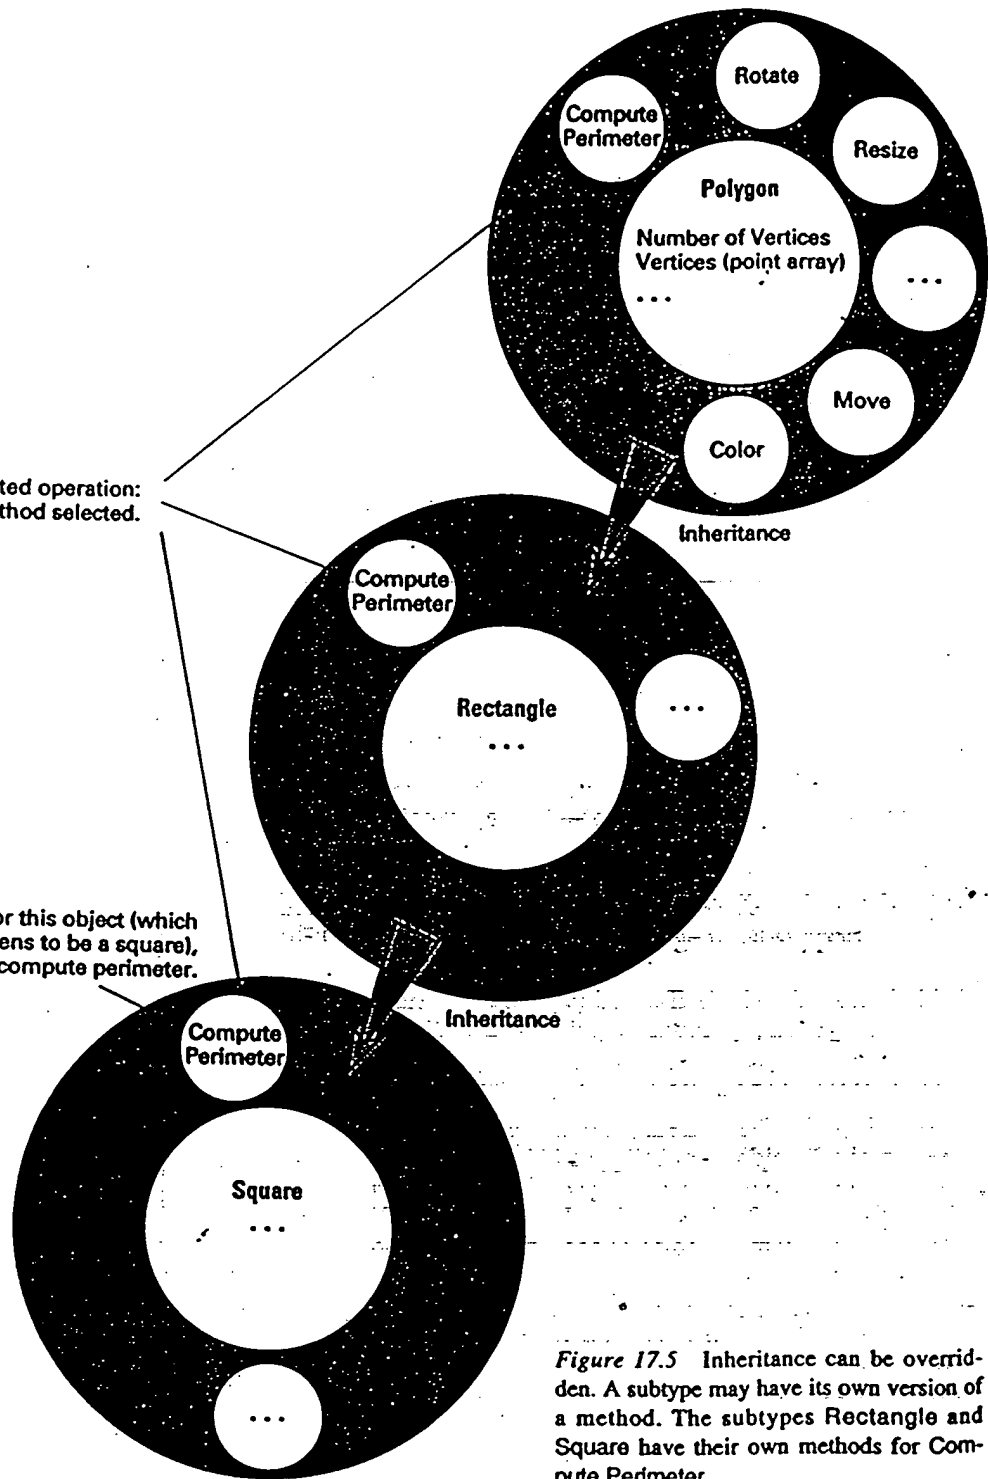 Rotate
Compute
Perimeter
Resize
Polygon
Number of Vertices
Vertices (point array)
...
...
Move
Color
ted operation:
thod selected.
Inheritance
Compute
Perimeter
Rectangle
...
...
or this object (which
ens to be a square),
compute perimeter.
Inheritance
Compute
Perimeter
Square
...
...
Figure 17.5 Inheritance can be overrid-
den. A subtype may have its own version of
a method. The subtypes Rectangle and
Square have their own methods for Com-
pute Perimeter